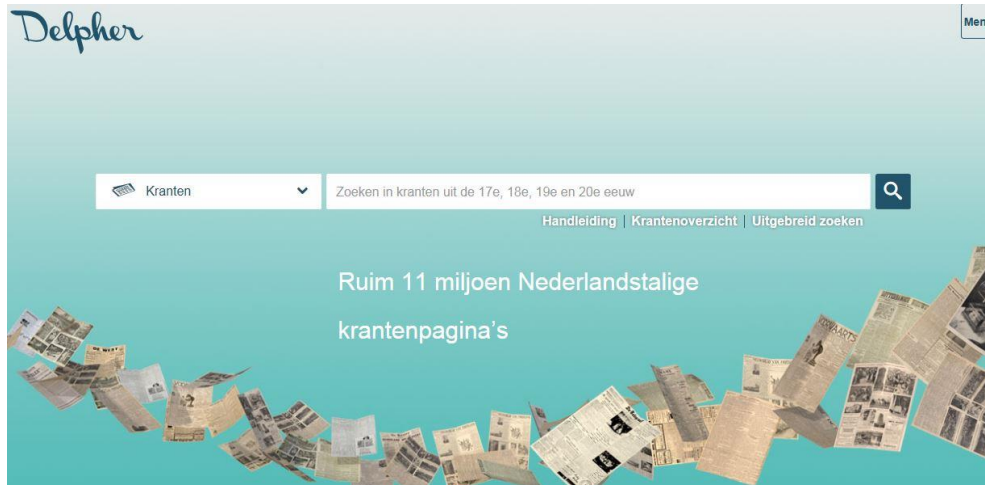 Delpher
Men
Kranten
Zoeken in kranten uit de 17e, 18e, 19e en 20e eeuw
Handleiding | Krantenoverzicht | Uitgebreid zoeken
Ruim 11 miljoen Nederlandstalige
krantenpagina's